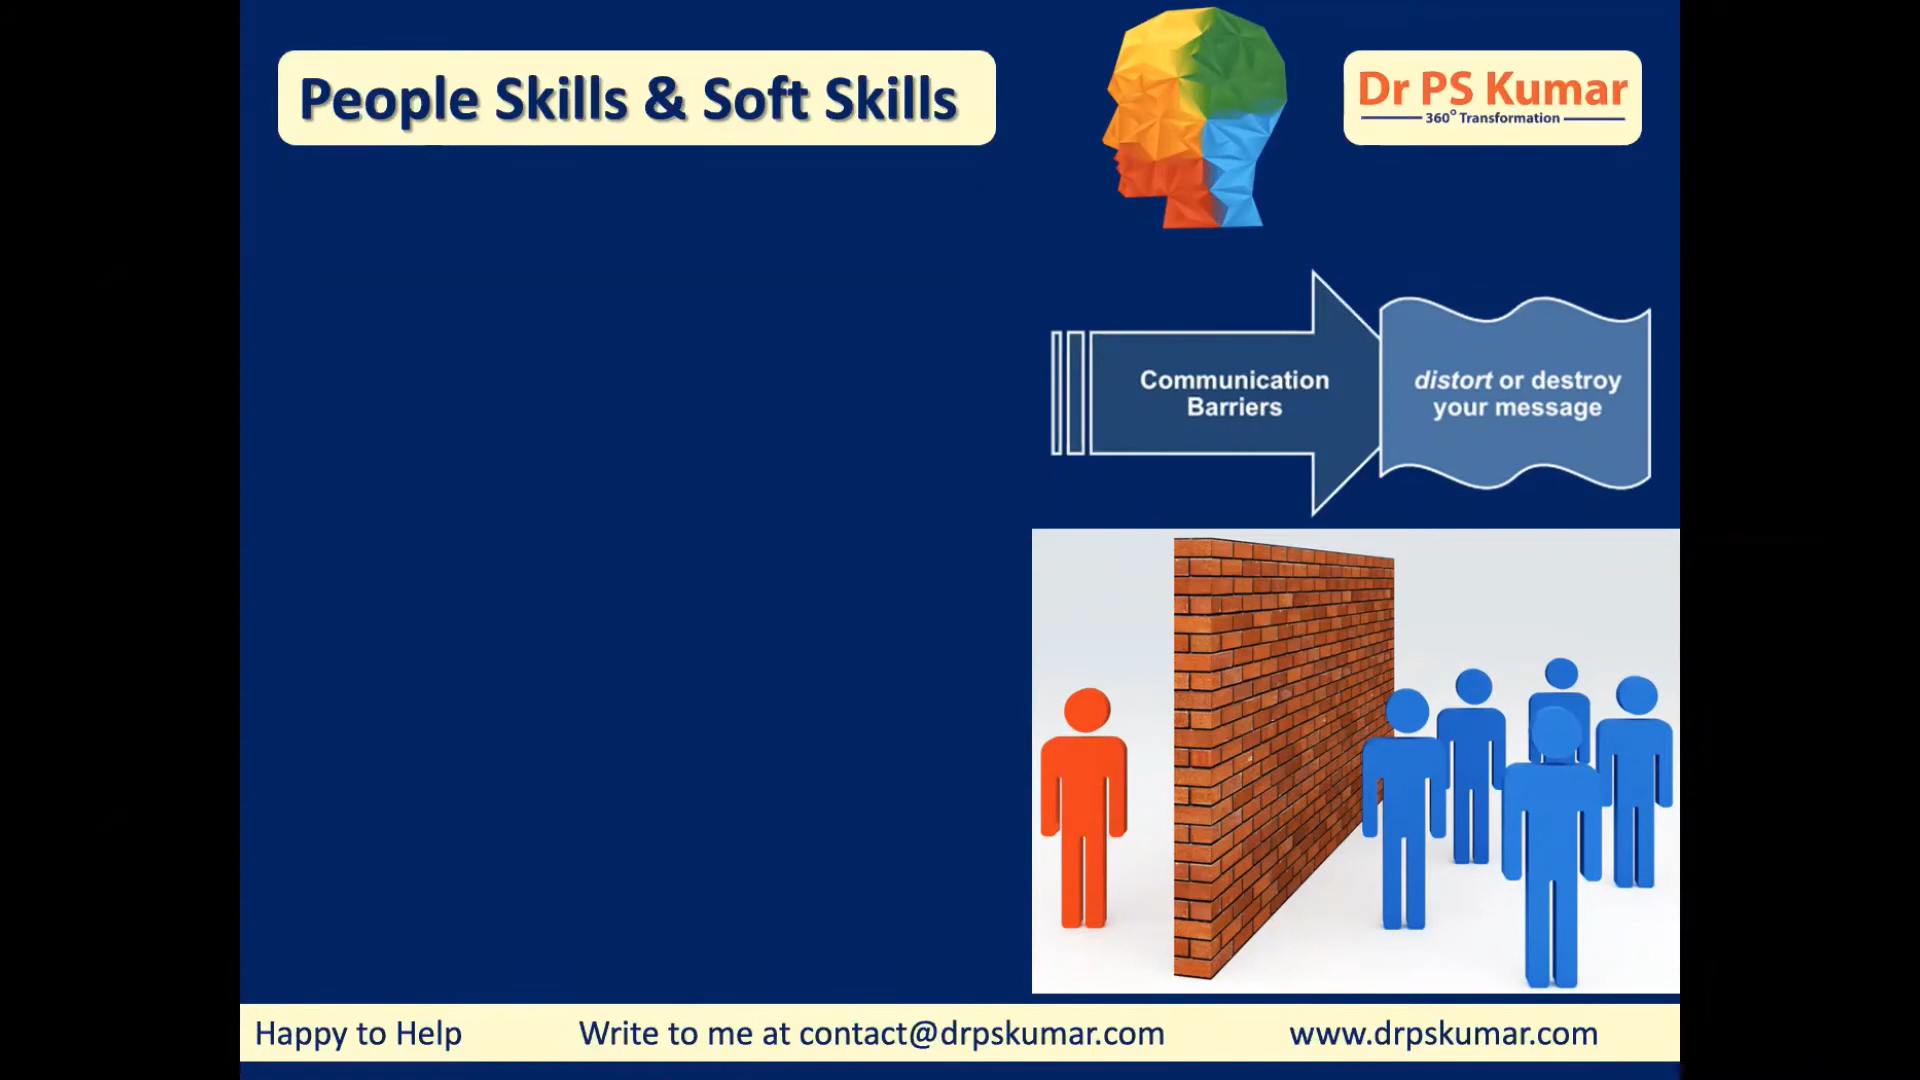 People Skills & Soft Skills
Dr PS Kumar
360° Transformation
Communication
Barriers
distort or destroy
your message
Happy to Help
Write to me at contact@drpskumar.com
www.drpskumar.com